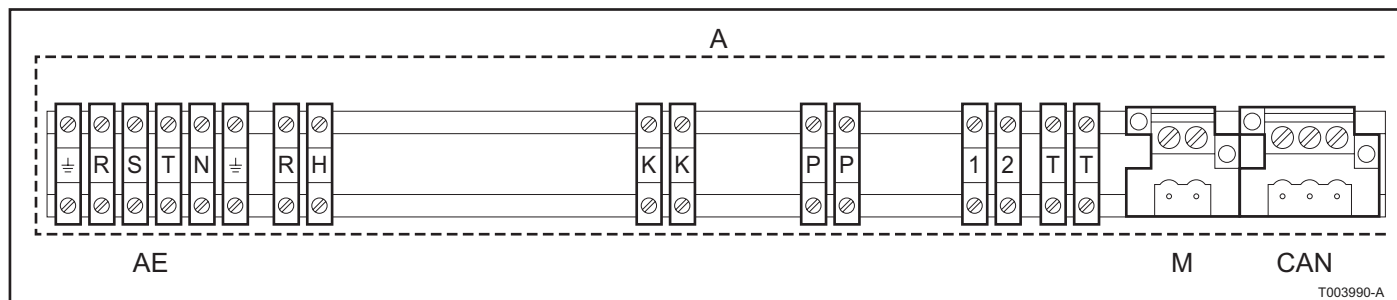 A
⏚ R S T N ⏚ R H K K P P 1 2 T T
AE M CAN
T003990-A